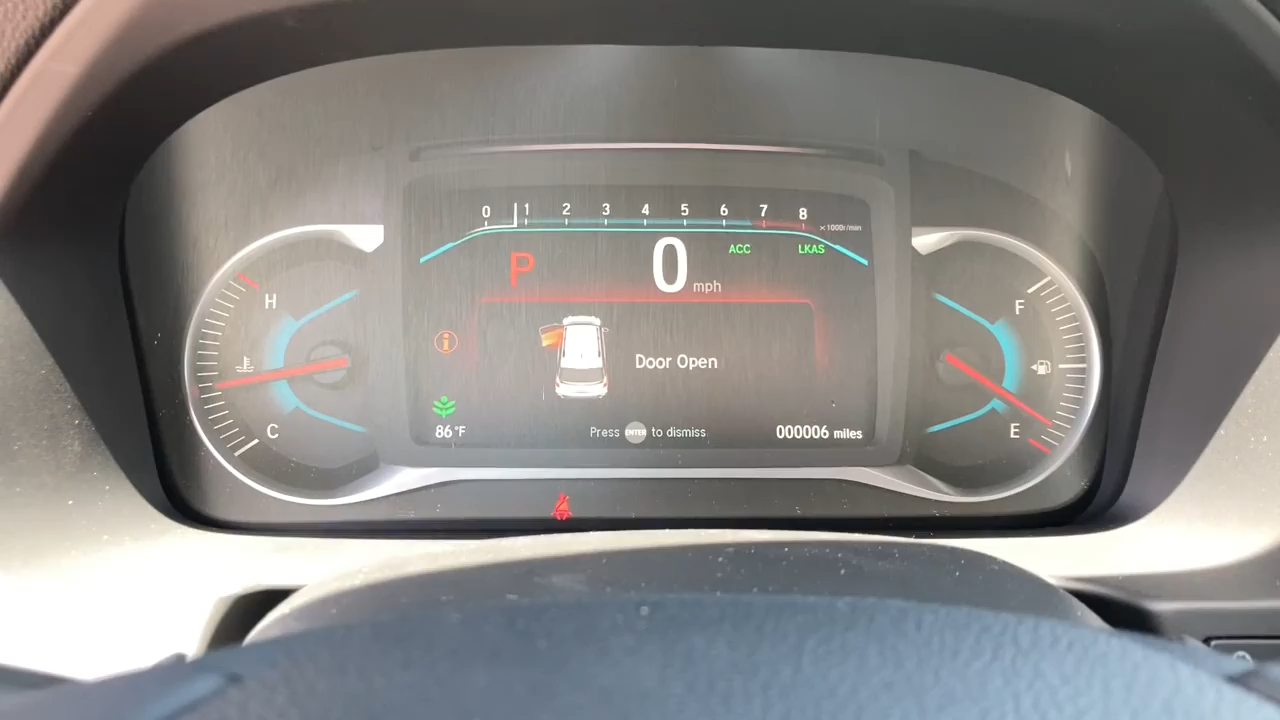 0 1 2 3 4 5 6 7 8
×1000r/min
P 0 mph ACC LKAS
H
F
i
Door Open
C
E
86°F
Press ENTER to dismiss
000006 miles